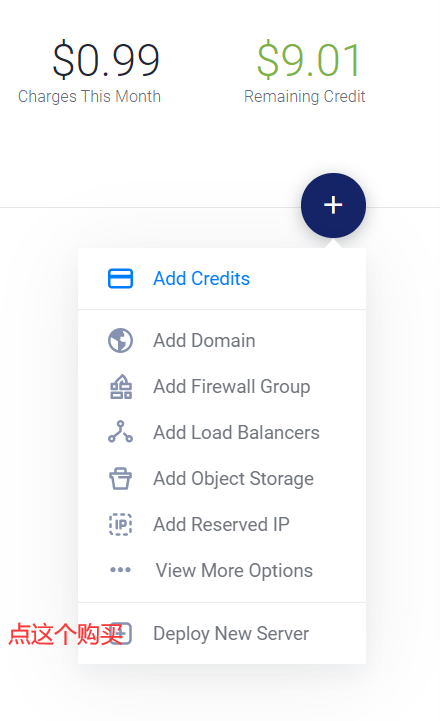 $0.99 $9.01
Charges This Month Remaining Credit
+
Add Credits
Add Domain
Add Firewall Group
Add Load Balancers
Add Object Storage
IP Add Reserved IP
View More Options
点这个购买 Deploy New Server